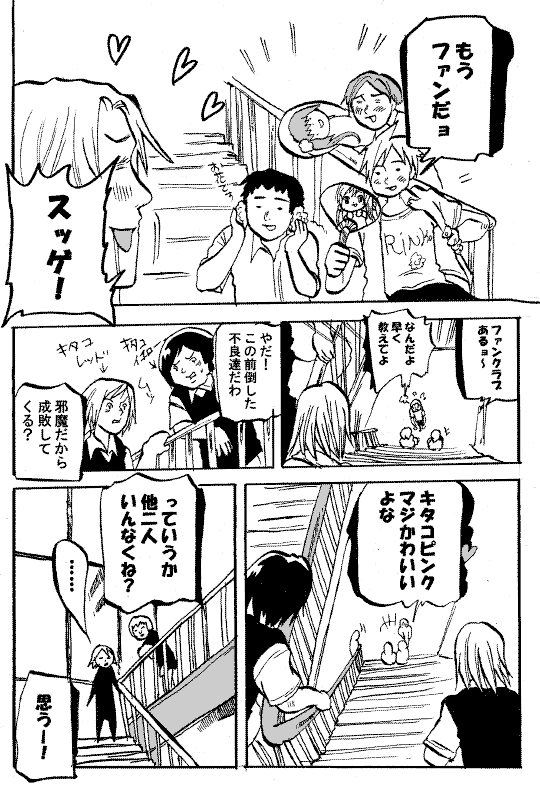 もう
ファンだョ
スッゲ！
RIN
ファンクラブ
あるョ～
なんだよ
早く
教えてよ
やだ！
この前倒した
不良達だわ
キタコ
イエロー
キタコ
レッド
邪魔だから
成敗して
くる？
キタコピンク
マジかわいい
よな
っていうか
他二人
いんなくね？
……
思うー！